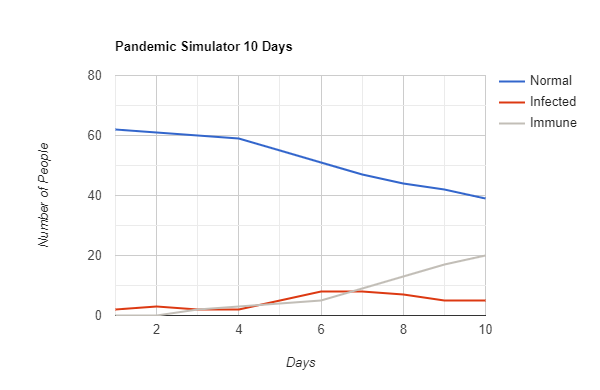 Pandemic Simulator 10 Days
80
60
40
20
0
Number of People
2 4 6 8 10
Days
Normal
Infected
Immune